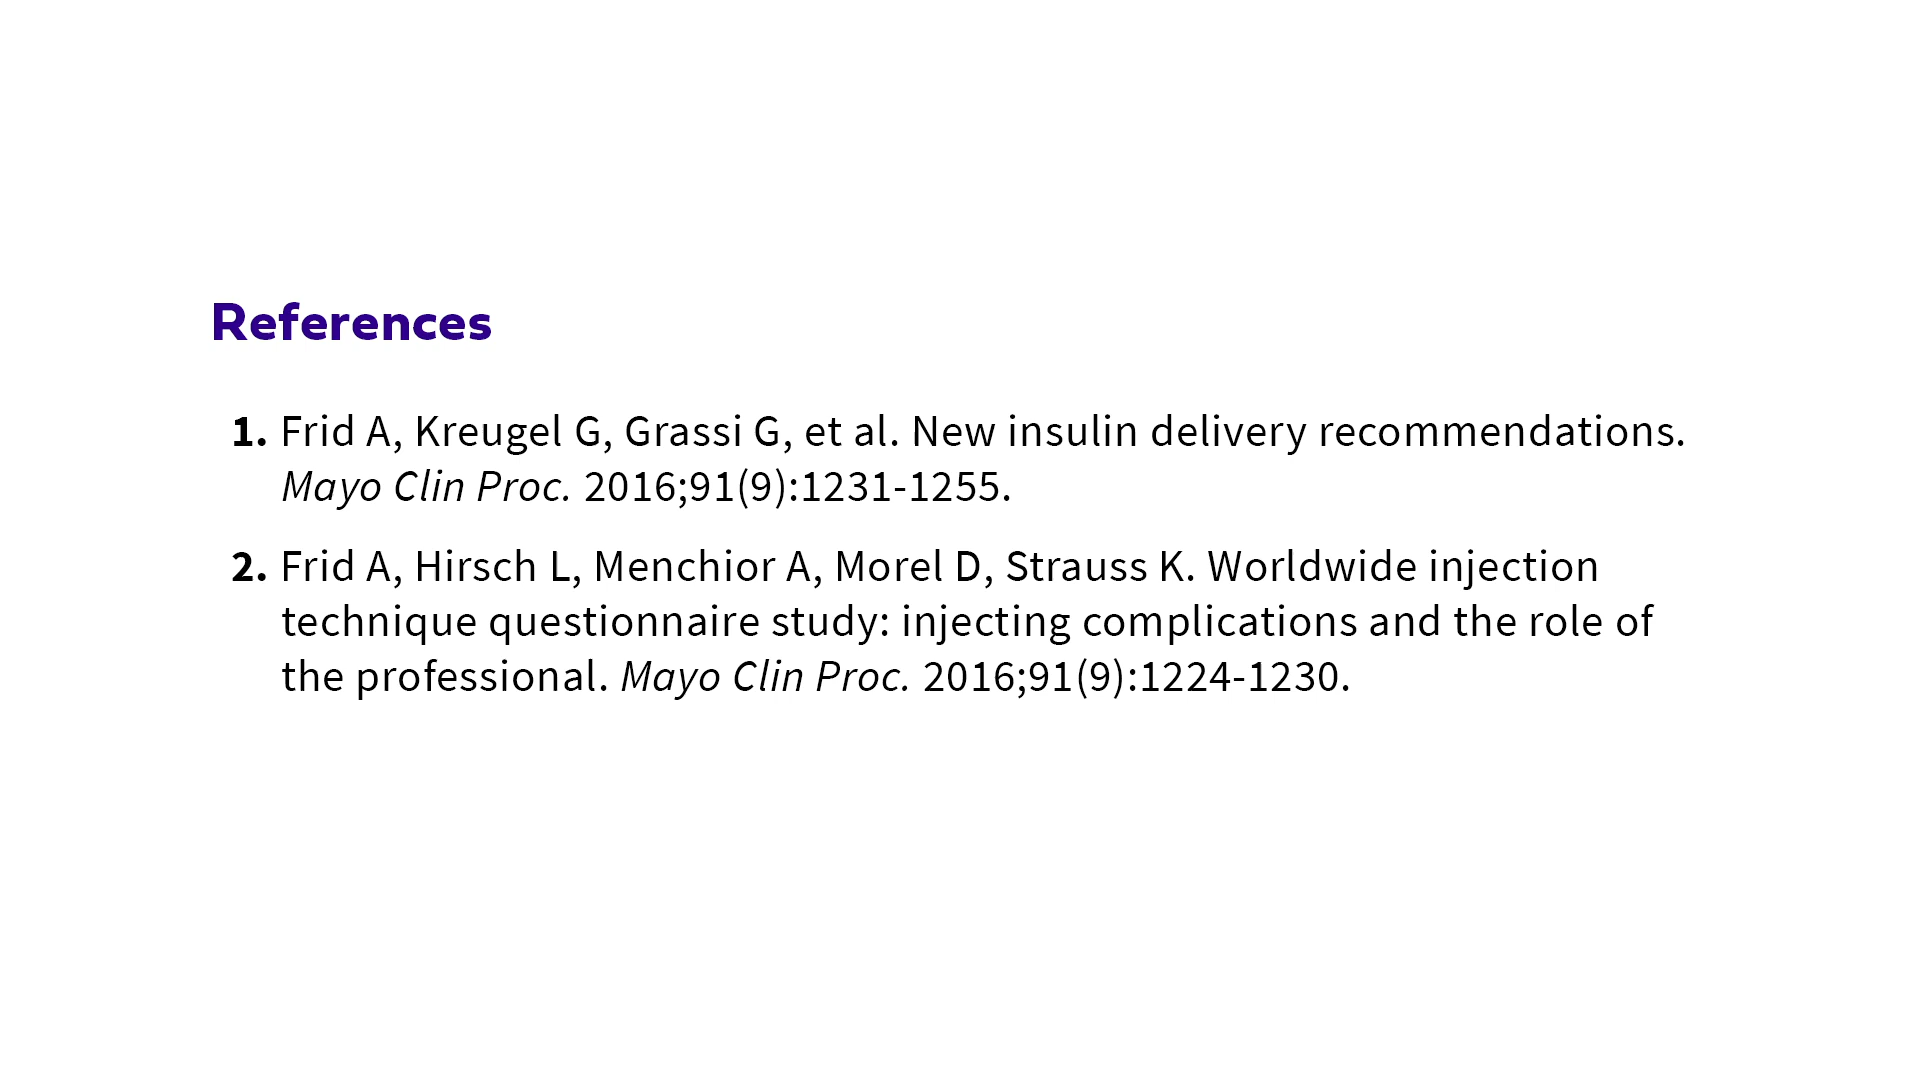 References
1. Frid A, Kreugel G, Grassi G, et al. New insulin delivery recommendations.
Mayo Clin Proc. 2016;91(9):1231-1255.
2. Frid A, Hirsch L, Menchior A, Morel D, Strauss K. Worldwide injection
technique questionnaire study: injecting complications and the role of
the professional. Mayo Clin Proc. 2016;91(9):1224-1230.